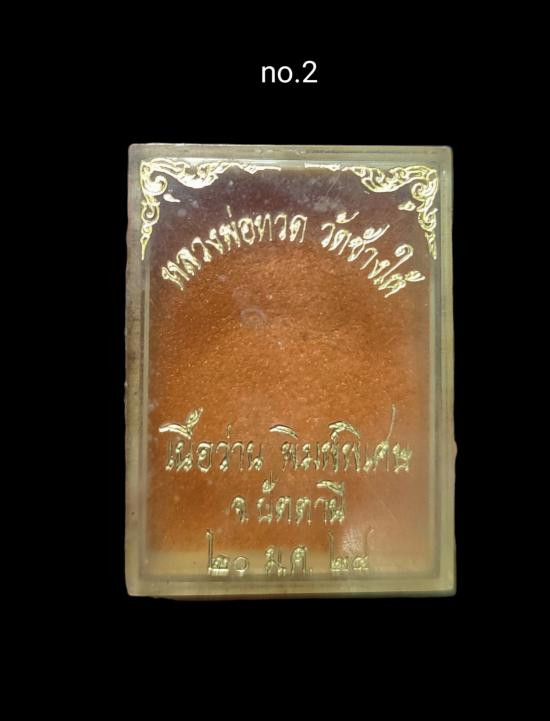 no.2
หลวงพ่อทวด วัดช้างให้
เนื้อว่าน พิมพ์พิเศษ
จ.ปัตตานี
๒๐ ม.ค. ๒๕